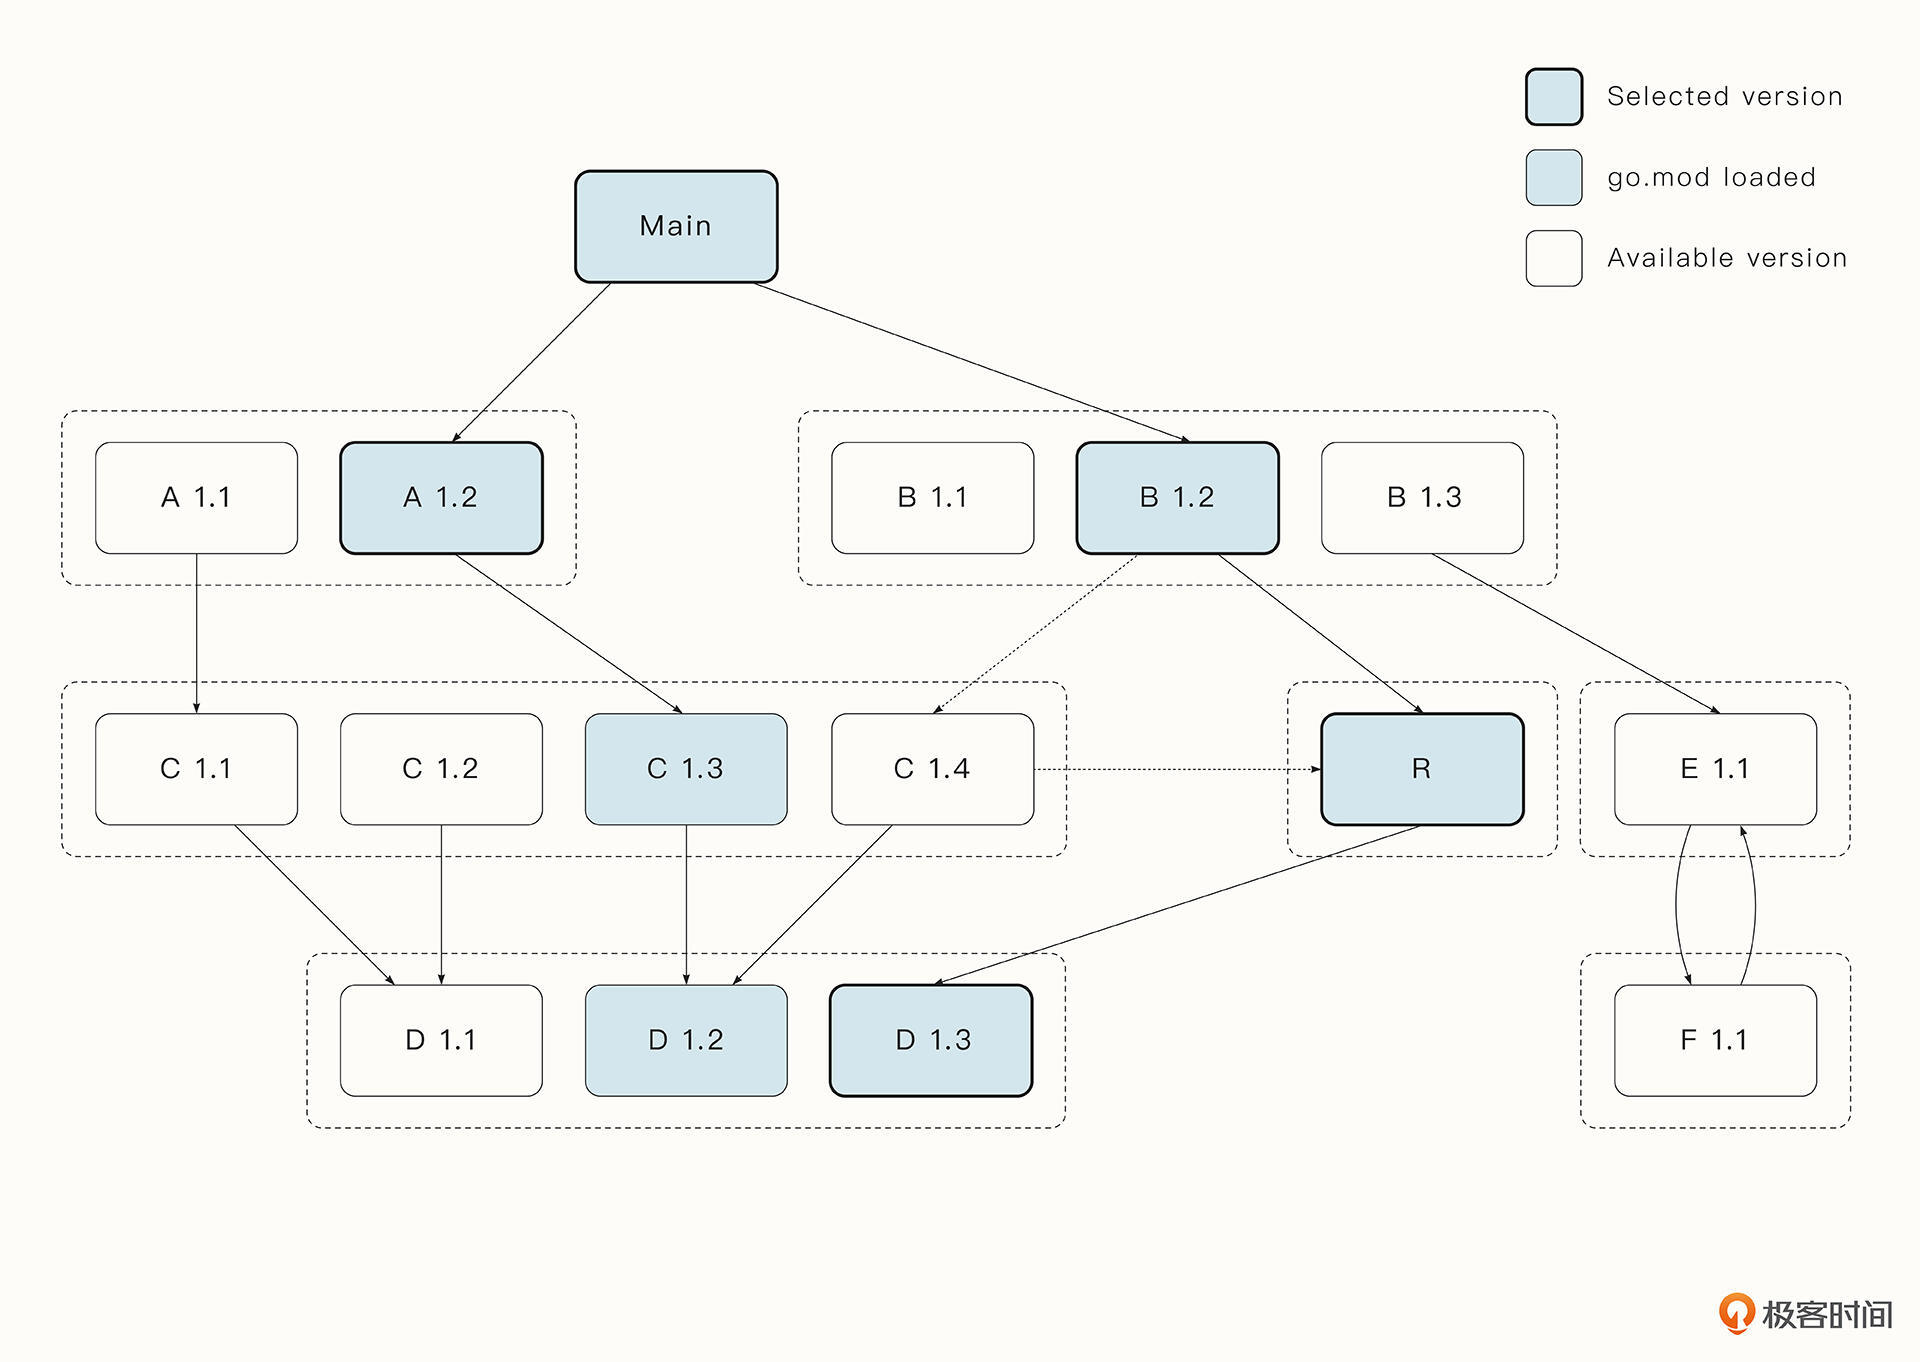 Selected version
go.mod loaded
Available version
Main
A 1.1
A 1.2
B 1.1
B 1.2
B 1.3
C 1.1
C 1.2
C 1.3
C 1.4
R
E 1.1
D 1.1
D 1.2
D 1.3
F 1.1
极客时间